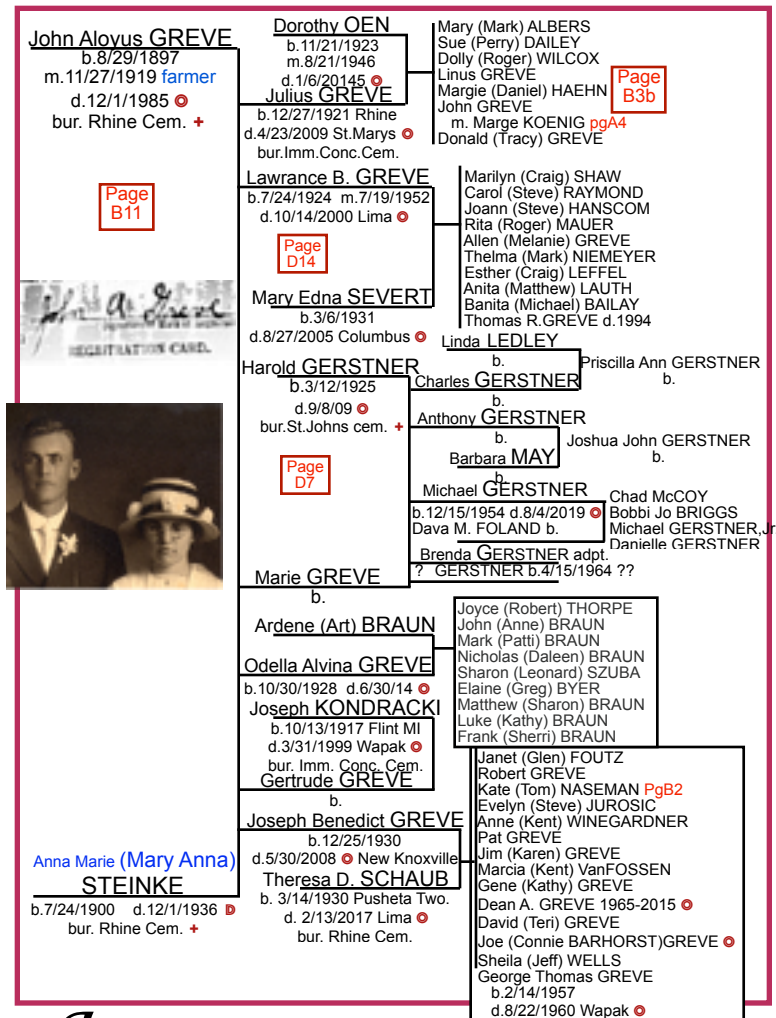 John Aloyus GREVE
b.8/29/1897
m.11/27/1919 farmer
d.12/1/1985
bur. Rhine Cem. +
Page
B11
John A. Greve
REGISTRATION CARD.
Anna Marie (Mary Anna)
STEINKE
b.7/24/1900 d.12/1/1936 D
bur. Rhine Cem. +
Dorothy OEN
b.11/21/1923
m.8/21/1946
d.1/6/20145
Julius GREVE
b.12/27/1921 Rhine
d.4/23/2009 St.Marys
bur.Imm.Conc.Cem.
Mary (Mark) ALBERS
Sue (Perry) DAILEY
Dolly (Roger) WILCOX
Linus GREVE
Margie (Daniel) HAEHN
John GREVE
m. Marge KOENIG pgA4
Donald (Tracy) GREVE
Page
B3b
Lawrance B. GREVE
b.7/24/1924 m.7/19/1952
d.10/14/2000 Lima
Page
D14
Mary Edna SEVERT
b.3/6/1931
d.8/27/2005 Columbus
Marilyn (Craig) SHAW
Carol (Steve) RAYMOND
Joann (Steve) HANSCOM
Rita (Roger) MAUER
Allen (Melanie) GREVE
Thelma (Mark) NIEMEYER
Esther (Craig) LEFFEL
Anita (Matthew) LAUTH
Banita (Michael) BAILAY
Thomas R.GREVE d.1994
Harold GERSTNER
b.3/12/1925
d.9/8/09
bur.St.Johns cem. +
Page
D7
Marie GREVE
b.
Linda LEDLEY
b.
Charles GERSTNER
b.
Priscilla Ann GERSTNER
b.
Anthony GERSTNER
b.
Barbara MAY
b.
Joshua John GERSTNER
b.
Michael GERSTNER
b.12/15/1954 d.8/4/2019
Dava M. FOLAND b.
Chad McCOY
Bobbi Jo BRIGGS
Michael GERSTNER,Jr
Danielle GERSTNER
Brenda GERSTNER adpt.
? GERSTNER b.4/15/1964 ??
Ardene (Art) BRAUN
Odella Alvina GREVE
b.10/30/1928 d.6/30/14
Joyce (Robert) THORPE
John (Anne) BRAUN
Mark (Patti) BRAUN
Nicholas (Daleen) BRAUN
Sharon (Leonard) SZUBA
Elaine (Greg) BYER
Matthew (Sharon) BRAUN
Luke (Kathy) BRAUN
Frank (Sherri) BRAUN
Joseph KONDRACKI
b.10/13/1917 Flint MI
d.3/31/1999 Wapak
bur. Imm. Conc. Cem.
Gertrude GREVE
b.
Joseph Benedict GREVE
b.12/25/1930
d.5/30/2008 New Knoxville
Theresa D. SCHAUB
b. 3/14/1930 Pusheta Two.
d. 2/13/2017 Lima
bur. Rhine Cem.
Janet (Glen) FOUTZ
Robert GREVE
Kate (Tom) NASEMAN PgB2
Evelyn (Steve) JUROSIC
Anne (Kent) WINEGARDNER
Pat GREVE
Jim (Karen) GREVE
Marcia (Kent) VanFOSSEN
Gene (Kathy) GREVE
Dean A. GREVE 1965-2015
David (Teri) GREVE
Joe (Connie BARHORST)GREVE
Sheila (Jeff) WELLS
George Thomas GREVE
b.2/14/1957
d.8/22/1960 Wapak